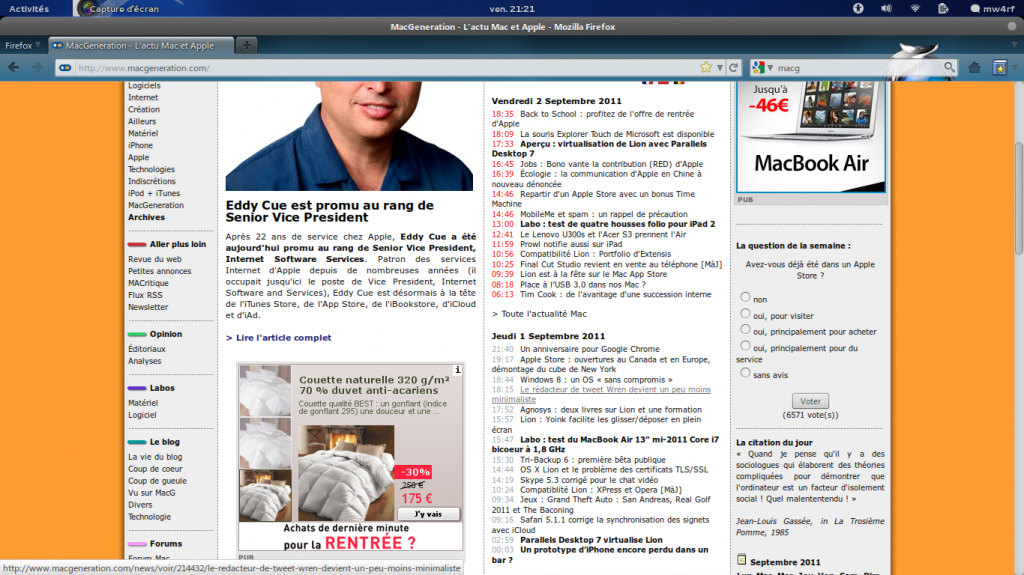 Activités
Capture d'écran
ven. 21:21
mw4rf
MacGeneration - L'actu Mac et Apple - Mozilla Firefox
Firefox
MacGeneration - L'actu Mac et Apple
http://www.macgeneration.com/
macg
Logiciels
Internet
Création
Ailleurs
Matériel
iPhone
Apple
Technologies
Indiscrétions
iPod + iTunes
MacGeneration
Archives
Aller plus loin
Revue du web
Petites annonces
MACritique
Flux RSS
Newsletter
Opinion
Éditoriaux
Analyses
Labos
Matériel
Logiciel
Le blog
La vie du blog
Coup de coeur
Coup de gueule
Vu sur MacG
Divers
Technologie
Forums
Forum Mac
Eddy Cue est promu au rang de
Senior Vice President
Après 22 ans de service chez Apple, Eddy Cue a été
aujourd'hui promu au rang de Senior Vice President,
Internet Software Services. Patron des services
Internet d'Apple depuis de nombreuses années (il
occupait jusqu'ici le poste de Vice President, Internet
Software and Services), Eddy Cue est désormais à la tête
de l'iTunes Store, de l'App Store, de l'iBookstore, d'iCloud
et d'iAd.
> Lire l'article complet
Couette naturelle 320 g/m²
70 % duvet anti-acariens
Couette qualité BEST : un gonflant (indice
de gonflant 295) une douceur et une ...
-30%
250 €
175 €
J'y vais
Achats de dernière minute
pour la RENTRÉE ?
PUB
Vendredi 2 Septembre 2011
18:35 Back to School : profitez de l'offre de rentrée
d'Apple
18:09 La souris Explorer Touch de Microsoft est disponible
17:33 Aperçu : virtualisation de Lion avec Parallels
Desktop 7
16:45 Jobs : Bono vante la contribution (RED) d'Apple
16:39 Écologie : la communication d'Apple en Chine à
nouveau dénoncée
14:46 Repartir d'un Apple Store avec un bonus Time
Machine
14:46 MobileMe et spam : un rappel de précaution
13:00 Labo : test de quatre housses folio pour iPad 2
12:41 Le Lenovo U300s et l'Acer S3 prennent l'Air
11:59 Prowl notifie aussi sur iPad
10:56 Compatibilité Lion : Portfolio d'Extensis
10:25 Final Cut Studio revient en vente au téléphone [MàJ]
09:39 Lion est à la fête sur le Mac App Store
08:18 Place à l'USB 3.0 dans nos Mac ?
06:13 Tim Cook : de l'avantage d'une succession interne
> Toute l'actualité Mac
Jeudi 1 Septembre 2011
21:40 Un anniversaire pour Google Chrome
19:17 Apple Store : ouvertures au Canada et en Europe,
démontage du cube de New York
18:44 Windows 8 : un OS « sans compromis »
18:15 Le rédacteur de tweet Wren devient un peu moins
minimaliste
17:52 Agnosys : deux livres sur Lion et une formation
15:57 Lion : Yoink facilite les glisser/déposer en plein
écran
15:47 Labo : test du MacBook Air 13" mi-2011 Core i7
bicoeur à 1,8 GHz
15:30 Tri-Backup 6 : première bêta publique
14:44 OS X Lion et le problème des certificats TLS/SSL
14:19 Skype 5.3 corrigé pour le chat vidéo
10:24 Compatiblité Lion : XPress et Opera [MàJ]
09:34 Jeux : Grand Theft Auto : San Andreas, Real Golf
2011 et The Baconing
09:16 Safari 5.1.1 corrige la synchronisation des signets
avec iCloud
02:59 Parallels Desktop 7 virtualise Lion
00:03 Un prototype d'iPhone encore perdu dans un
bar ?
Jusqu'à
-46€
MacBook Air
PUB
La question de la semaine :
Avez-vous déjà été dans un Apple
Store ?
non
oui, pour visiter
oui, principalement pour acheter
oui, principalement pour du
service
sans avis
Voter
(6571 vote(s))
La citation du jour
« Quand je pense qu'il y a des
sociologues qui élaborent des théories
compliquées pour démontrer que
l'ordinateur est un facteur d'isolement
social ! Quel malentendu ! »
Jean-Louis Gassée, in La Trosième
Pomme, 1985
Septembre 2011
Lun Mar Mer Jeu Ven Sam Dim
http://www.macgeneration.com/news/voir/214432/le-redacteur-de-tweet-wren-devient-un-peu-moins-minimaliste